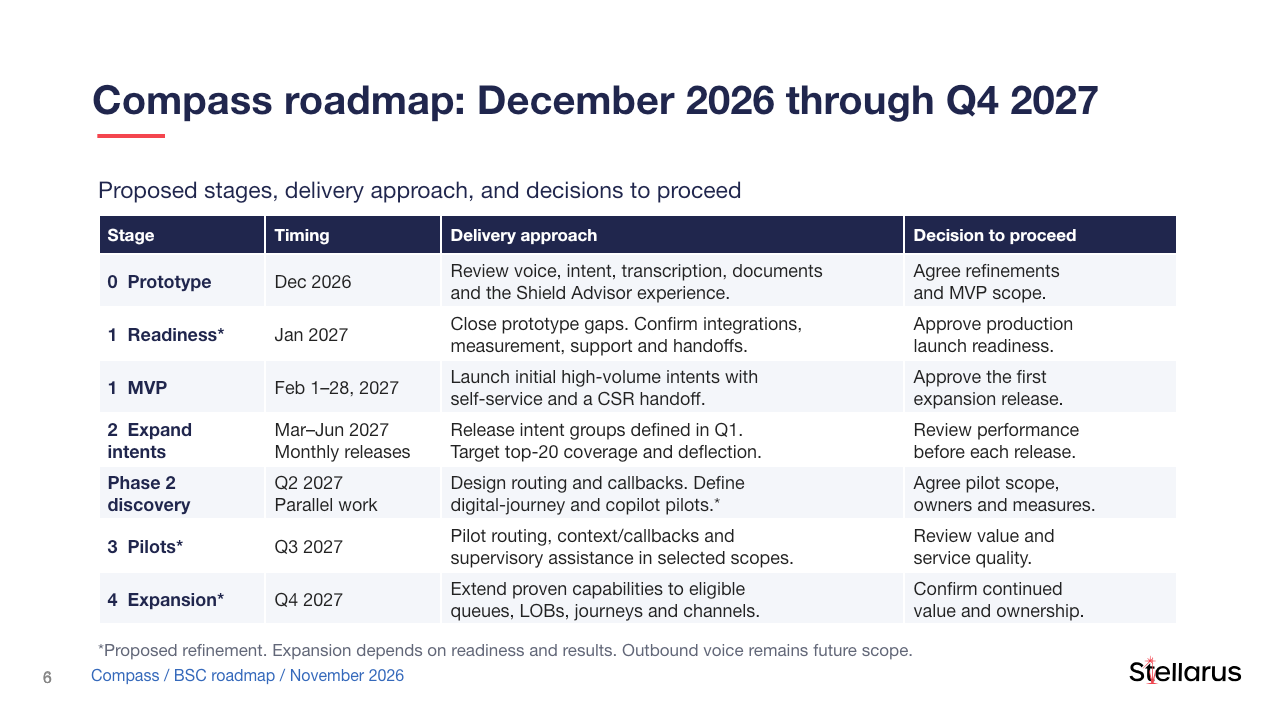 Compass roadmap: December 2026 through Q4 2027
Proposed stages, delivery approach, and decisions to proceed
Stage Timing Delivery approach Decision to proceed
0 Prototype
Dec 2026
Review voice, intent, transcription, documents
and the Shield Advisor experience.
Agree refinements
and MVP scope.
1 Readiness*
Jan 2027
Close prototype gaps. Confirm integrations,
measurement, support and handoffs.
Approve production
launch readiness.
1 MVP
Feb 1–28, 2027
Launch initial high-volume intents with
self-service and a CSR handoff.
Approve the first
expansion release.
2 Expand
intents
Mar–Jun 2027
Monthly releases
Release intent groups defined in Q1.
Target top-20 coverage and deflection.
Review performance
before each release.
Phase 2
discovery
Q2 2027
Parallel work
Design routing and callbacks. Define
digital-journey and copilot pilots.*
Agree pilot scope,
owners and measures.
3 Pilots*
Q3 2027
Pilot routing, context/callbacks and
supervisory assistance in selected scopes.
Review value and
service quality.
4 Expansion*
Q4 2027
Extend proven capabilities to eligible
queues, LOBs, journeys and channels.
Confirm continued
value and ownership.
*Proposed refinement. Expansion depends on readiness and results. Outbound voice remains future scope.
6
Compass / BSC roadmap / November 2026
Stellarus